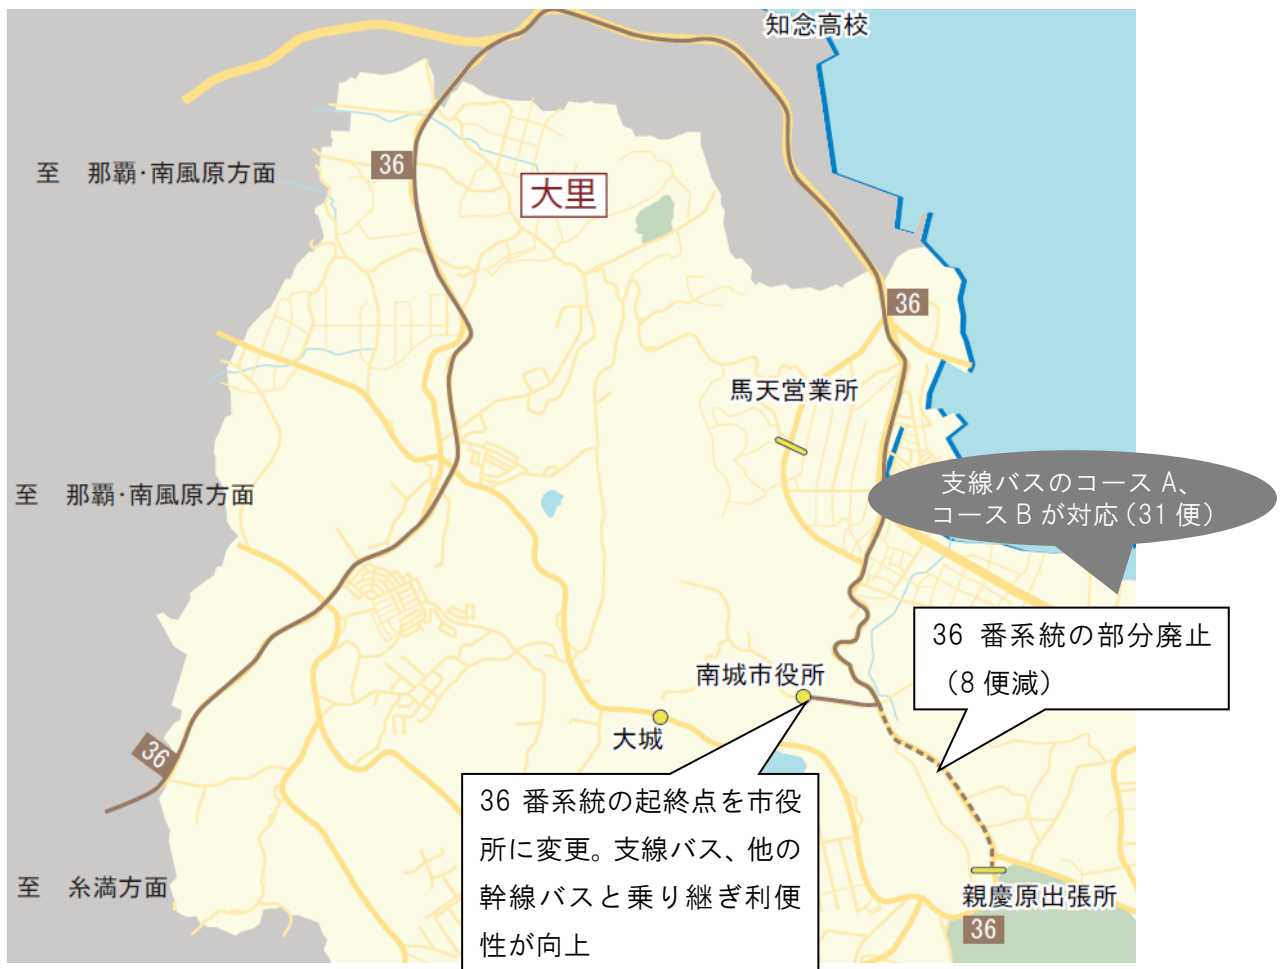 知念高校
至 那覇・南風原方面
36
大里
36
馬天営業所
支線バスのコース A、
コース B が対応（31 便）
至 那覇・南風原方面
36 番系統の部分廃止
（8 便減）
南城市役所
大城
36
36 番系統の起終点を市役
所に変更。支線バス、他の
幹線バスと乗り継ぎ利便
性が向上
至 糸満方面
親慶原出張所
36